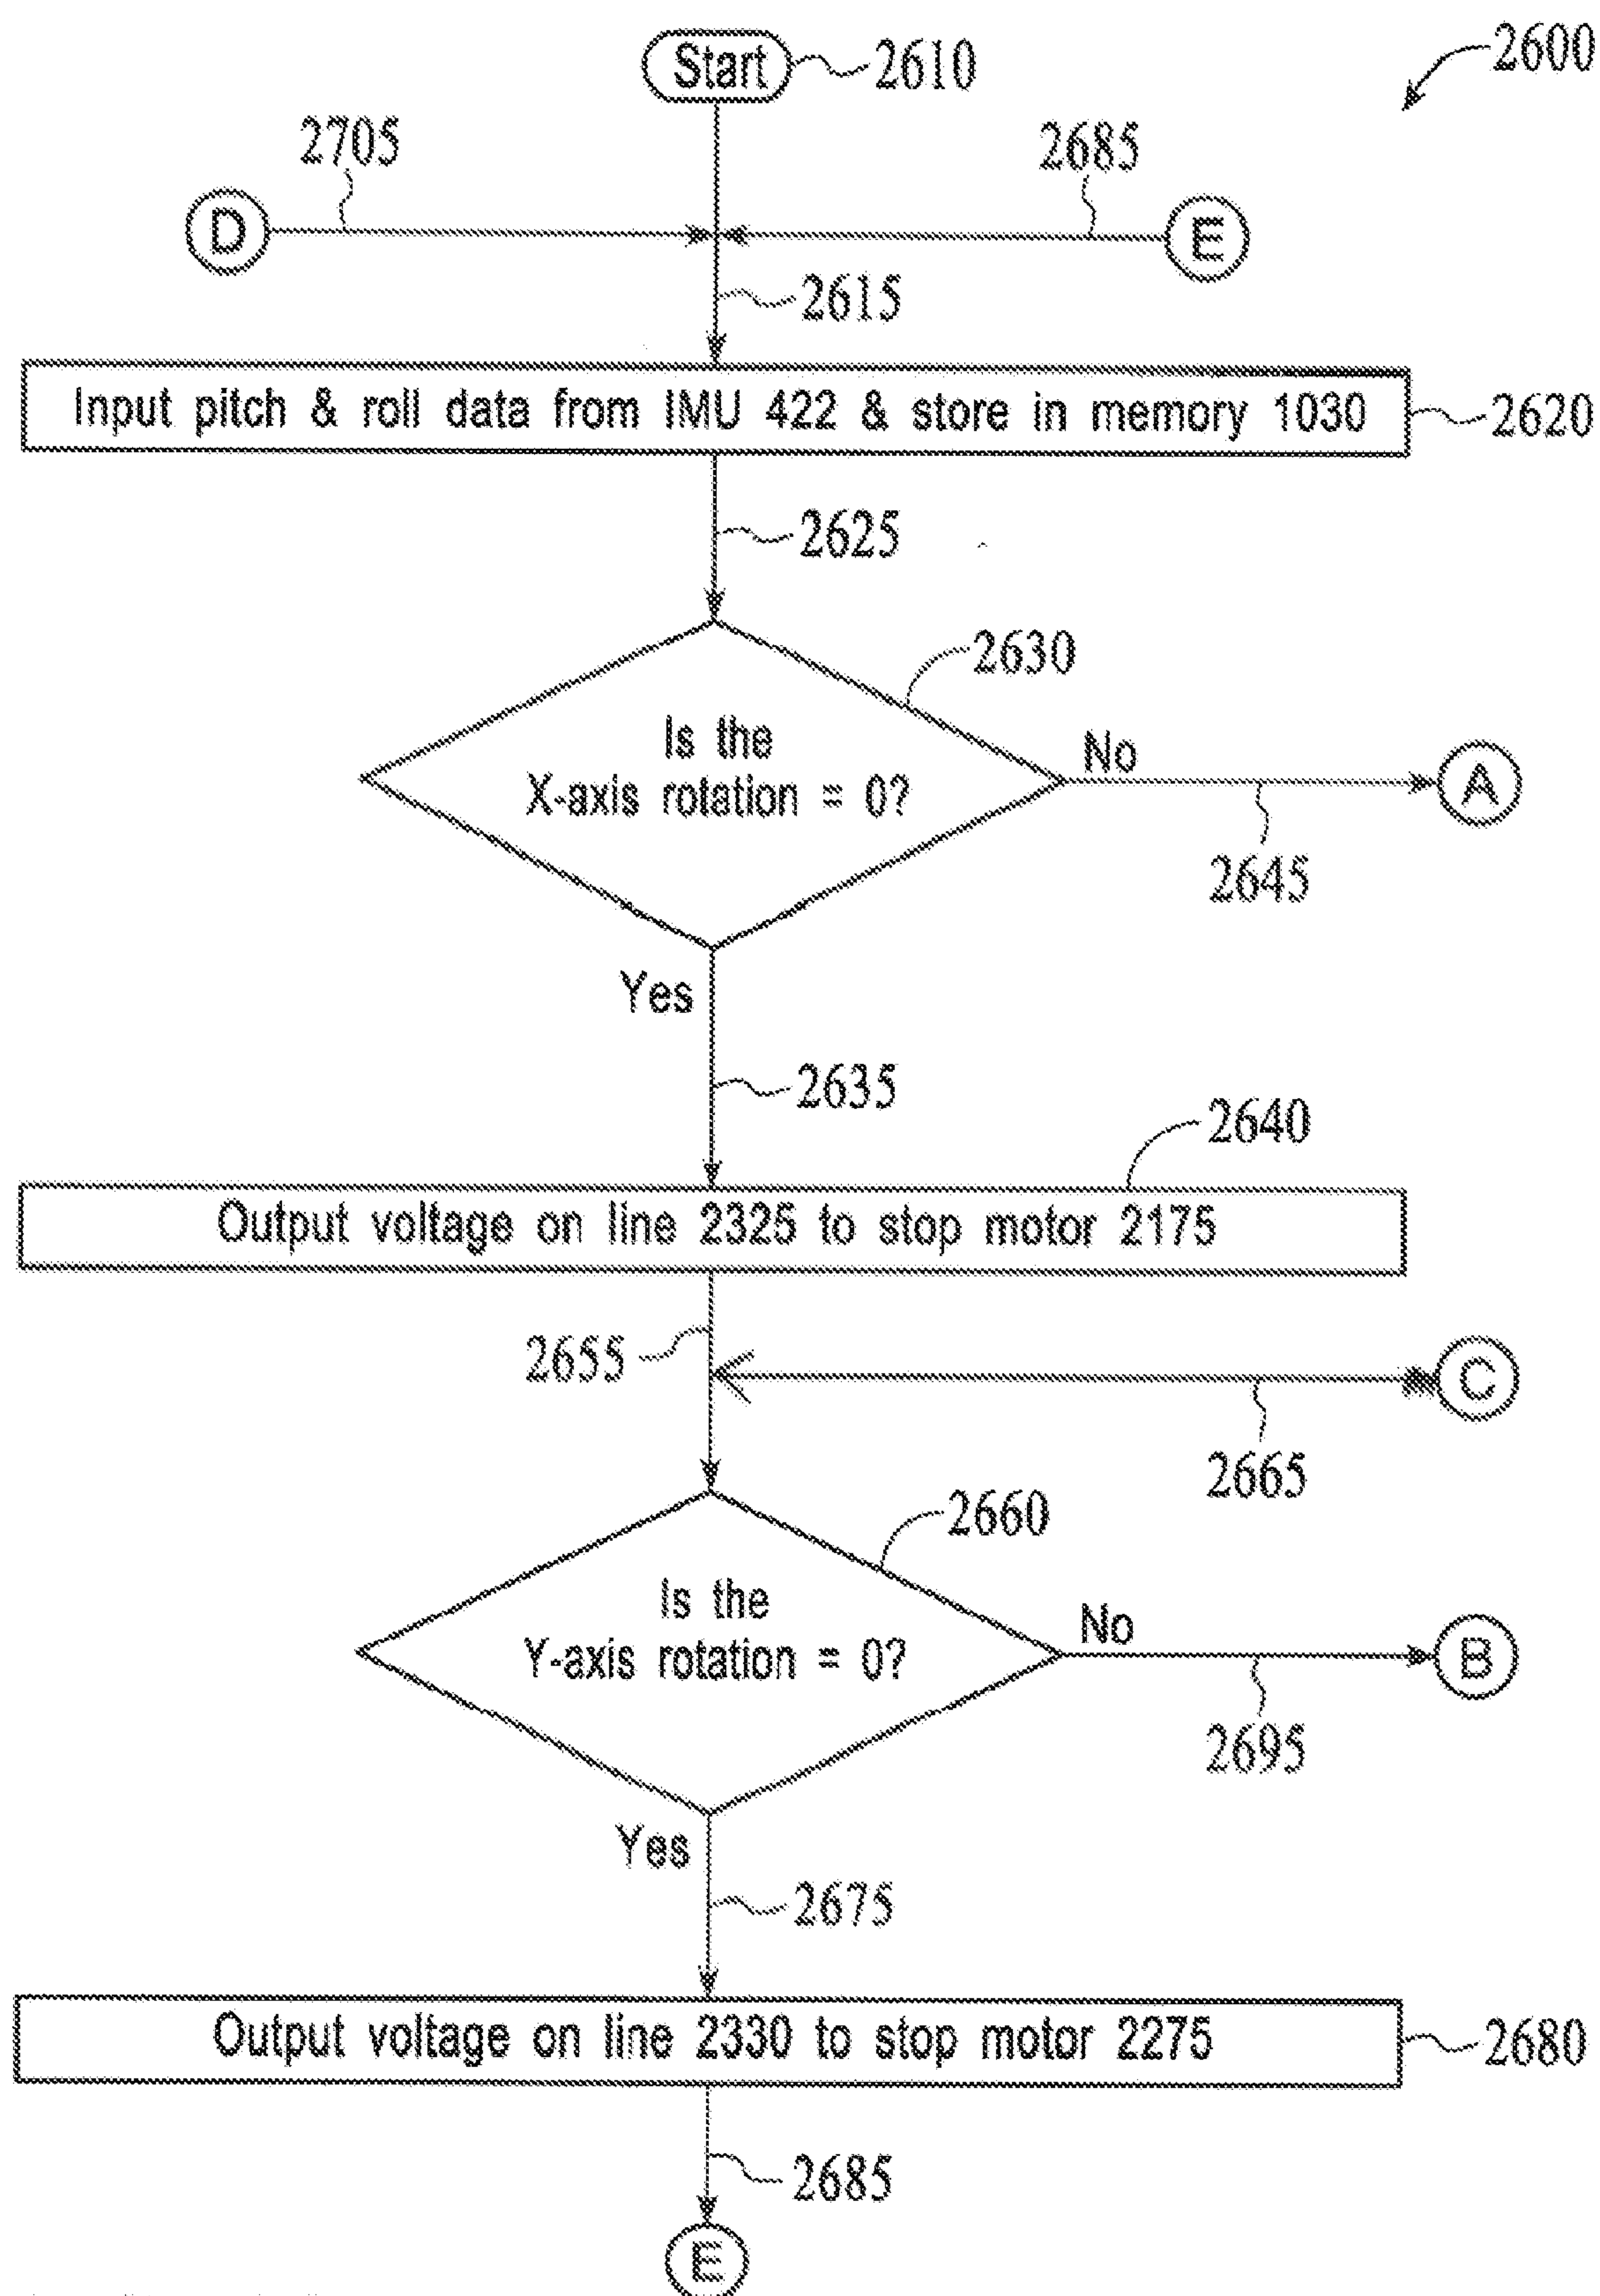 Start
2610
2600
2705
2685
D
E
2615
Input pitch & roll data from IMU 422 & store in memory 1030
2620
2625
2630
Is the
X-axis rotation = 0?
No
A
2645
Yes
2635
2640
Output voltage on line 2325 to stop motor 2175
2655
C
2665
2660
Is the
Y-axis rotation = 0?
No
B
2695
Yes
2675
Output voltage on line 2330 to stop motor 2275
2680
2685
E